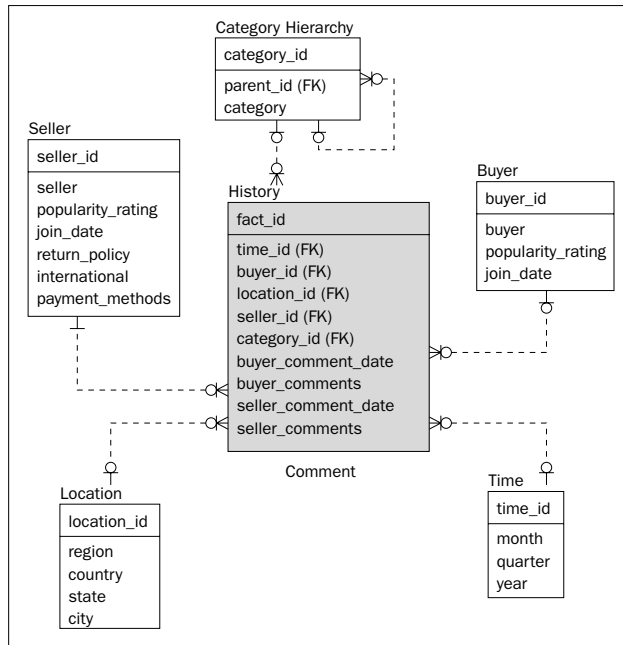 Category Hierarchy
category_id
parent_id (FK)
category
Seller
seller_id
seller
popularity_rating
join_date
return_policy
international
payment_methods
History
fact_id
time_id (FK)
buyer_id (FK)
location_id (FK)
seller_id (FK)
category_id (FK)
buyer_comment_date
buyer_comments
seller_comment_date
seller_comments
Comment
Buyer
buyer_id
buyer
popularity_rating
join_date
Location
location_id
region
country
state
city
Time
time_id
month
quarter
year